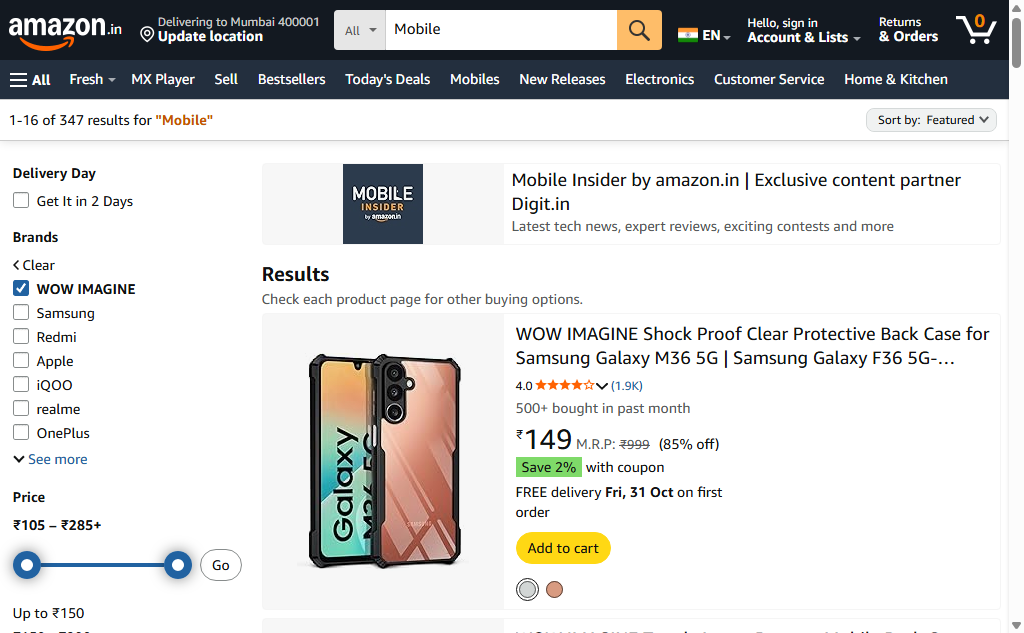 amazon.in
Delivering to Mumbai 400001
Update location
All
Mobile
EN
Hello, sign in
Account & Lists
Returns
& Orders
0
All
Fresh
MX Player
Sell
Bestsellers
Today's Deals
Mobiles
New Releases
Electronics
Customer Service
Home & Kitchen
1-16 of 347 results for "Mobile"
Sort by: Featured
Delivery Day
Get It in 2 Days
Brands
Clear
WOW IMAGINE
Samsung
Redmi
Apple
iQOO
realme
OnePlus
See more
Price
₹105 – ₹285+
Go
Up to ₹150
MOBILE
INSIDER
by amazon.in
Mobile Insider by amazon.in | Exclusive content partner
Digit.in
Latest tech news, expert reviews, exciting contests and more
Results
Check each product page for other buying options.
Galaxy
SAMSUNG
WOW IMAGINE Shock Proof Clear Protective Back Case for
Samsung Galaxy M36 5G | Samsung Galaxy F36 5G-…
4.0 (1.9K)
500+ bought in past month
₹149 M.R.P: ₹999 (85% off)
Save 2% with coupon
FREE delivery Fri, 31 Oct on first
order
Add to cart